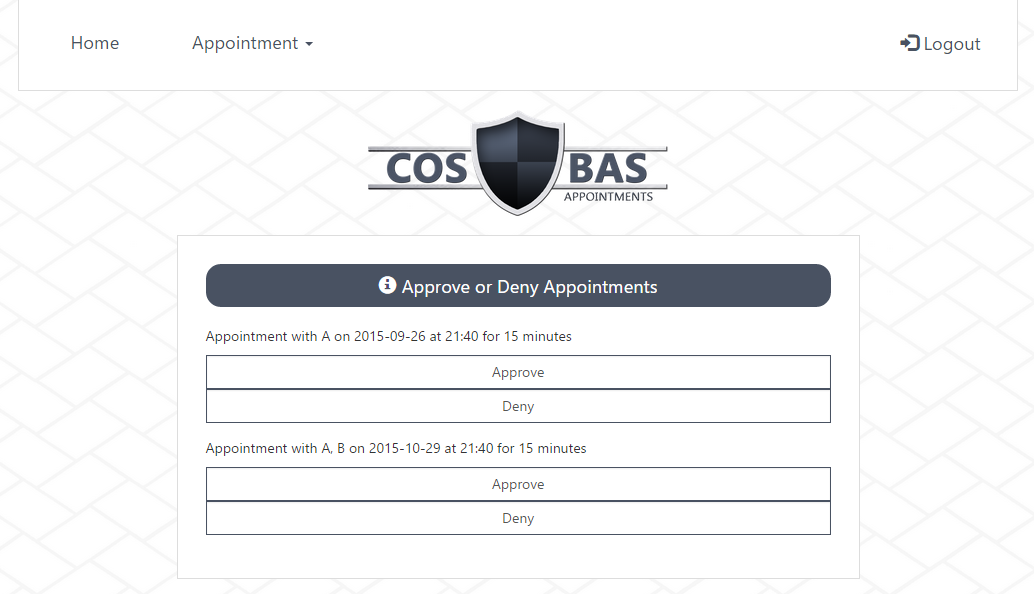 Home
Appointment
Logout
COS BAS
APPOINTMENTS
Approve or Deny Appointments
Appointment with A on 2015-09-26 at 21:40 for 15 minutes
Approve
Deny
Appointment with A, B on 2015-10-29 at 21:40 for 15 minutes
Approve
Deny